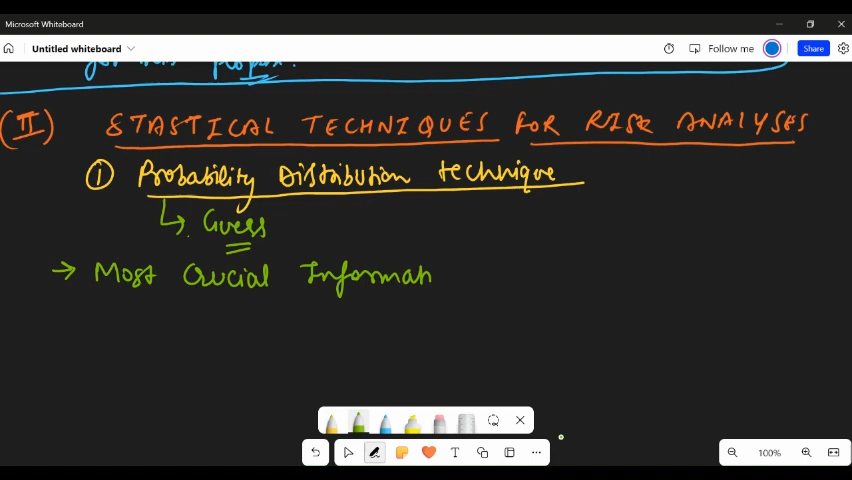 Microsoft Whiteboard
Untitled whiteboard
Follow me
Share
(II) STASTICAL TECHNIQUES FOR RISK ANALYSES
① Probability Distribution technique
↳ Guess
→ Most Crucial Informat
100%